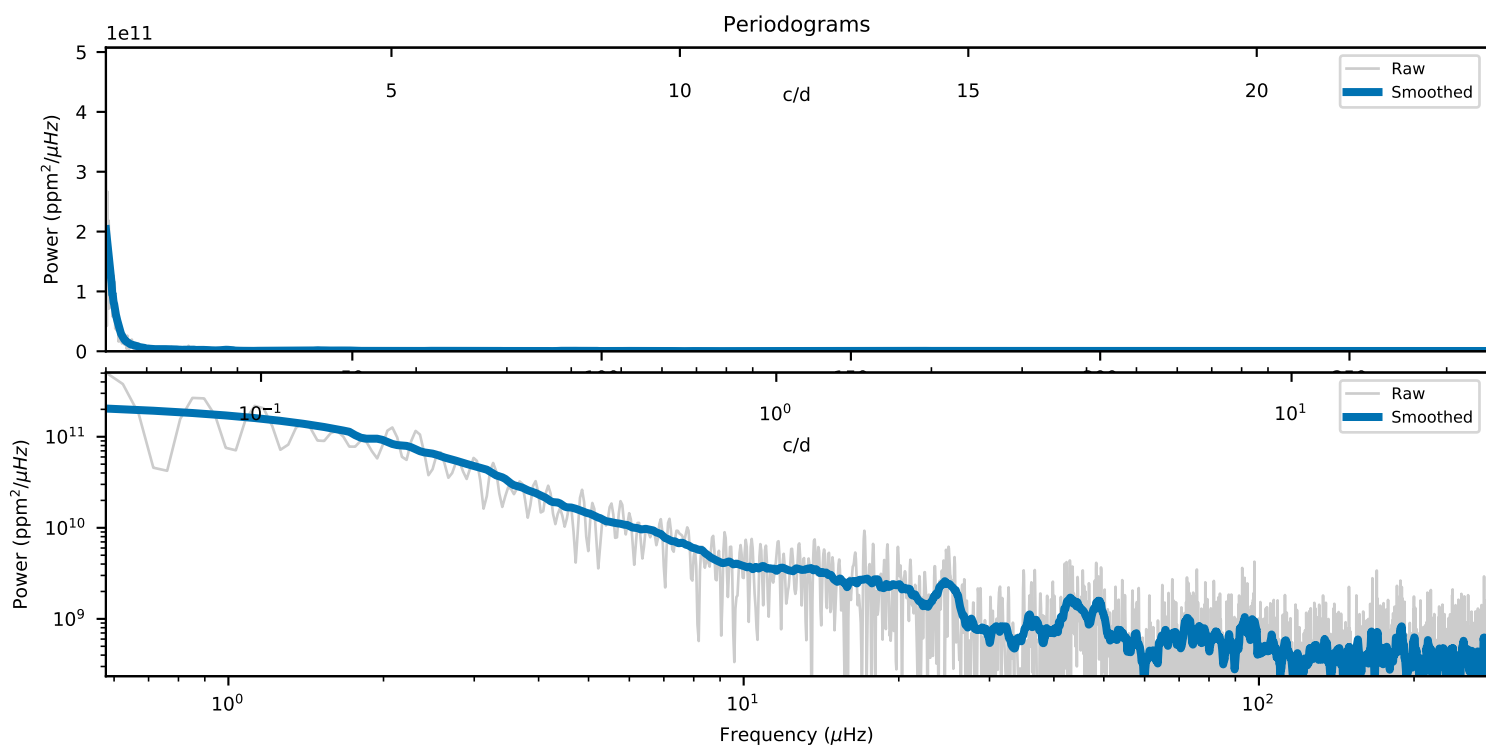 Periodograms
1e11
5 10 15 20
c/d
Raw
Smoothed
Power (ppm²/μHz)
5
4
3
2
1
0
10⁻¹ 10⁰ 10¹
c/d
Raw
Smoothed
Power (ppm²/μHz)
10¹¹
10¹⁰
10⁹
10⁰ 10¹ 10²
Frequency (μHz)